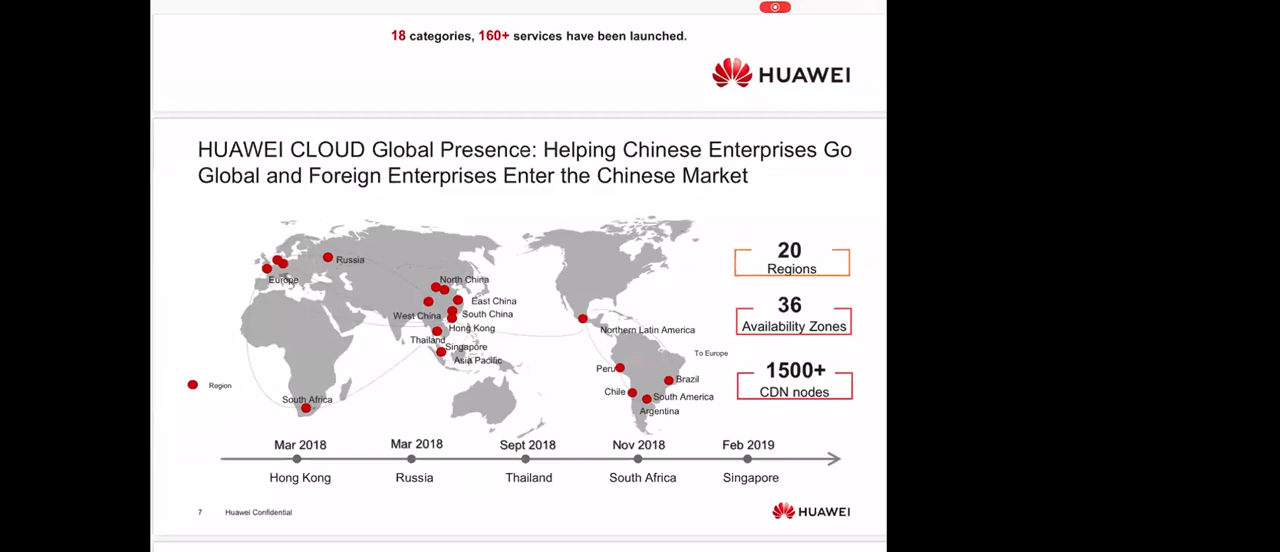 18 categories, 160+ services have been launched.
HUAWEI
HUAWEI CLOUD Global Presence: Helping Chinese Enterprises Go
Global and Foreign Enterprises Enter the Chinese Market
Russia
Europe
North China
East China
West China
South China
Hong Kong
Thailand
Singapore
Asia Pacific
South Africa
Region
Northern Latin America
To Europe
Peru
Brazil
Chile
South America
Argentina
20
Regions
36
Availability Zones
1500+
CDN nodes
Mar 2018
Mar 2018
Sept 2018
Nov 2018
Feb 2019
Hong Kong
Russia
Thailand
South Africa
Singapore
7
Huawei Confidential
HUAWEI